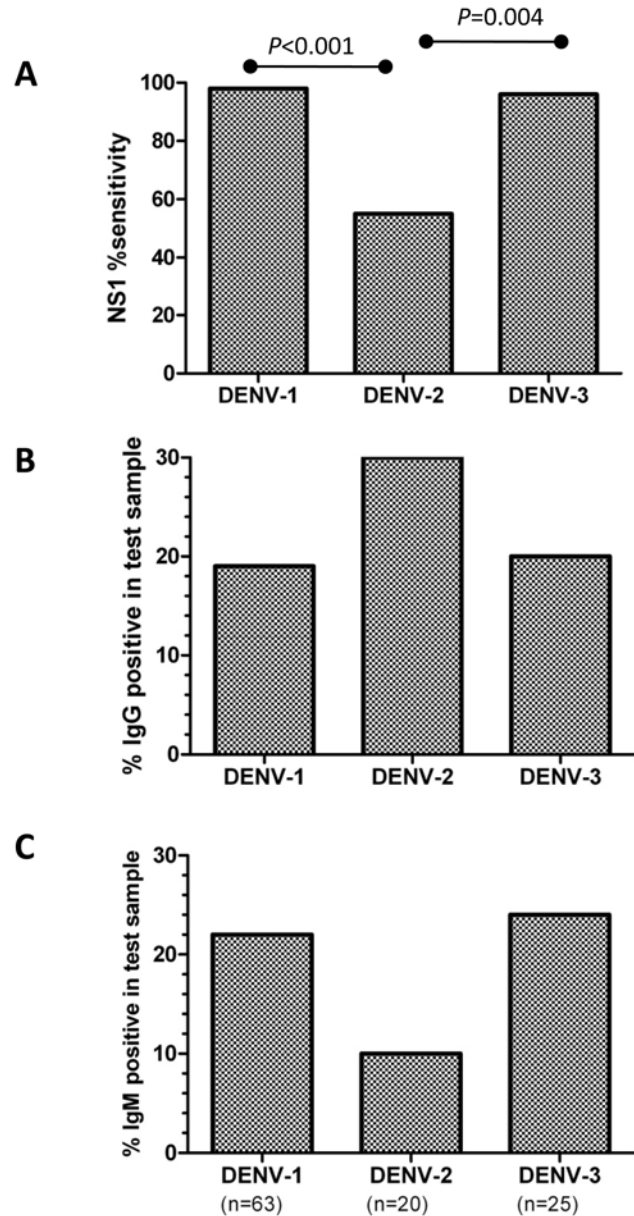 P<0.001
P=0.004
A
NS1 %sensitivity
100
80
60
40
20
0
DENV-1 DENV-2 DENV-3
B
% IgG positive in test sample
30
20
10
0
DENV-1 DENV-2 DENV-3
C
% IgM positive in test sample
30
20
10
0
DENV-1 DENV-2 DENV-3
(n=63) (n=20) (n=25)